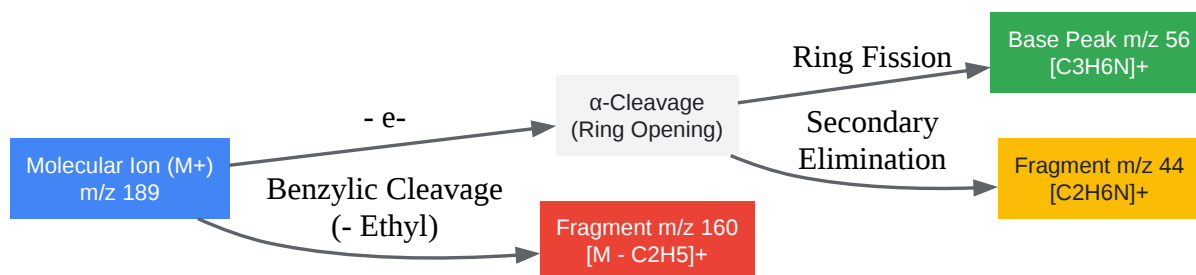 Molecular Ion (M+)
m/z 189
- e-
Benzylic Cleavage
(- Ethyl)
α-Cleavage
(Ring Opening)
Fragment m/z 160
[M - C2H5]+
Ring Fission
Secondary
Elimination
Base Peak m/z 56
[C3H6N]+
Fragment m/z 44
[C2H6N]+